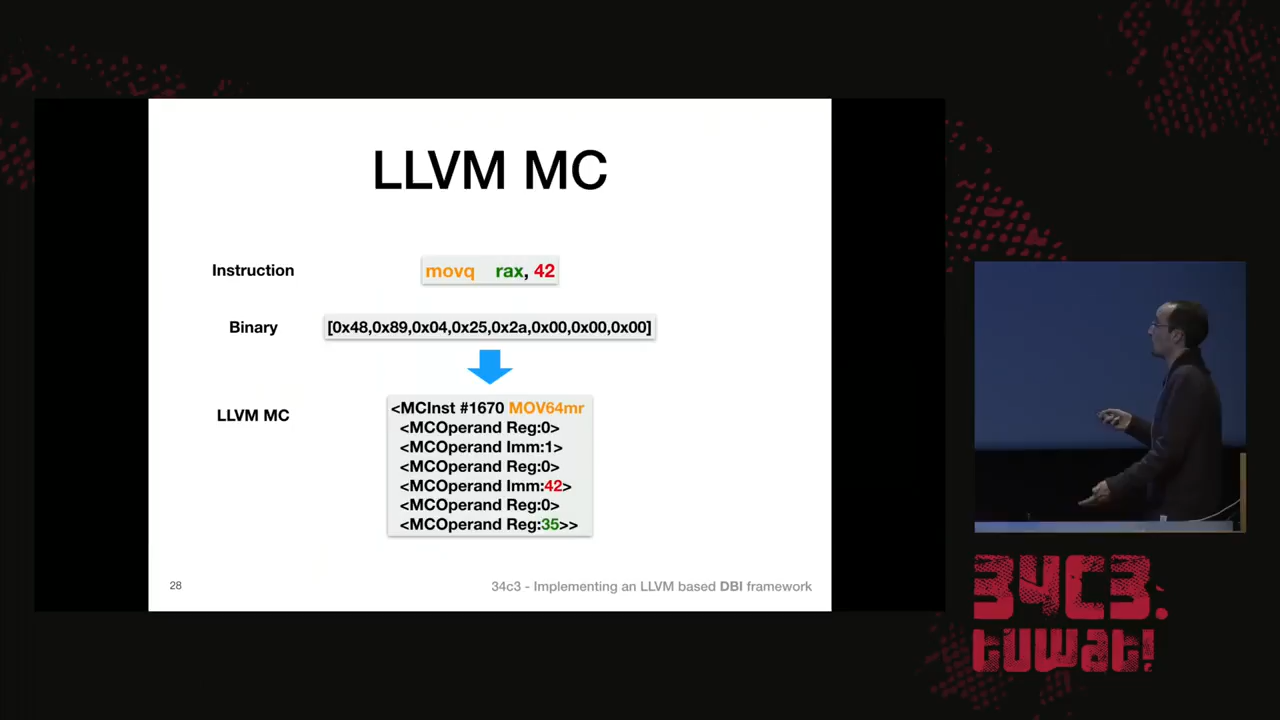 LLVM MC
Instruction
movq rax, 42
Binary
[0x48,0x89,0x04,0x25,0x2a,0x00,0x00,0x00]
LLVM MC
<MCInst #1670 MOV64mr
<MCOperand Reg:0>
<MCOperand Imm:1>
<MCOperand Reg:0>
<MCOperand Imm:42>
<MCOperand Reg:0>
<MCOperand Reg:35>>
28
34c3 - Implementing an LLVM based DBI framework
34C3.
tuwat!